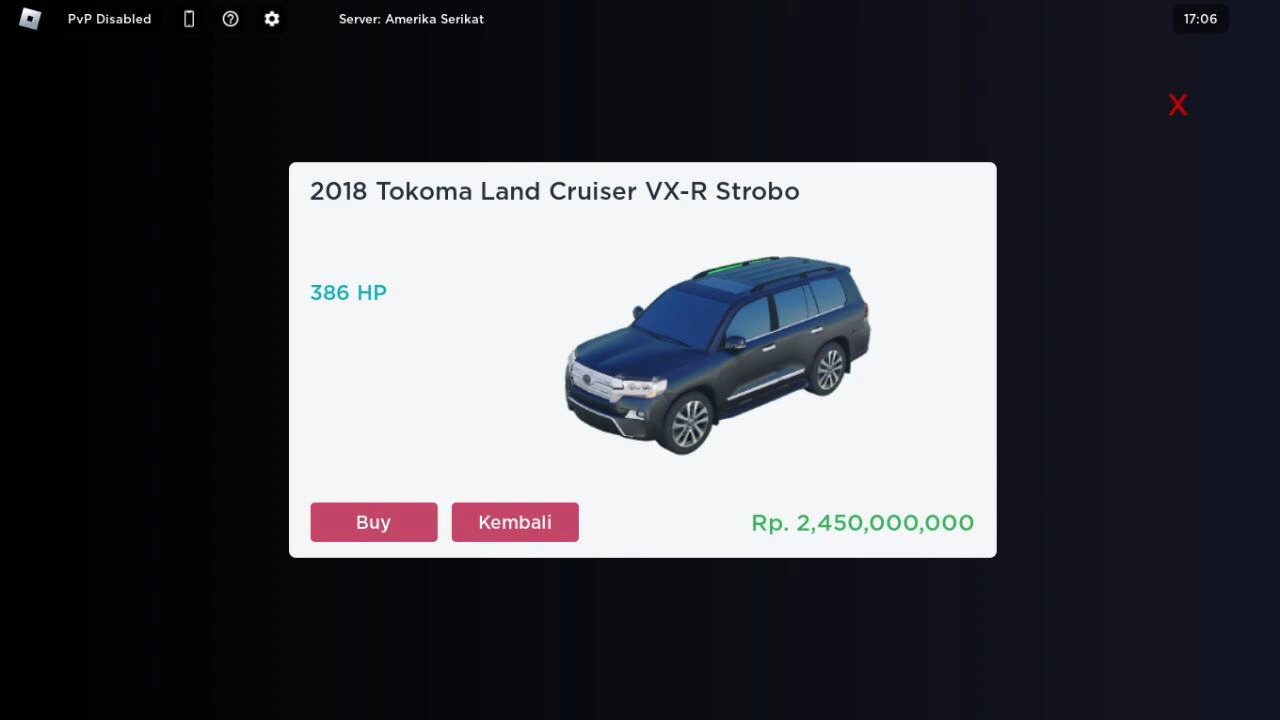 PvP Disabled
Server: Amerika Serikat
17:06
X
2018 Tokoma Land Cruiser VX-R Strobo
386 HP
Buy
Kembali
Rp. 2,450,000,000